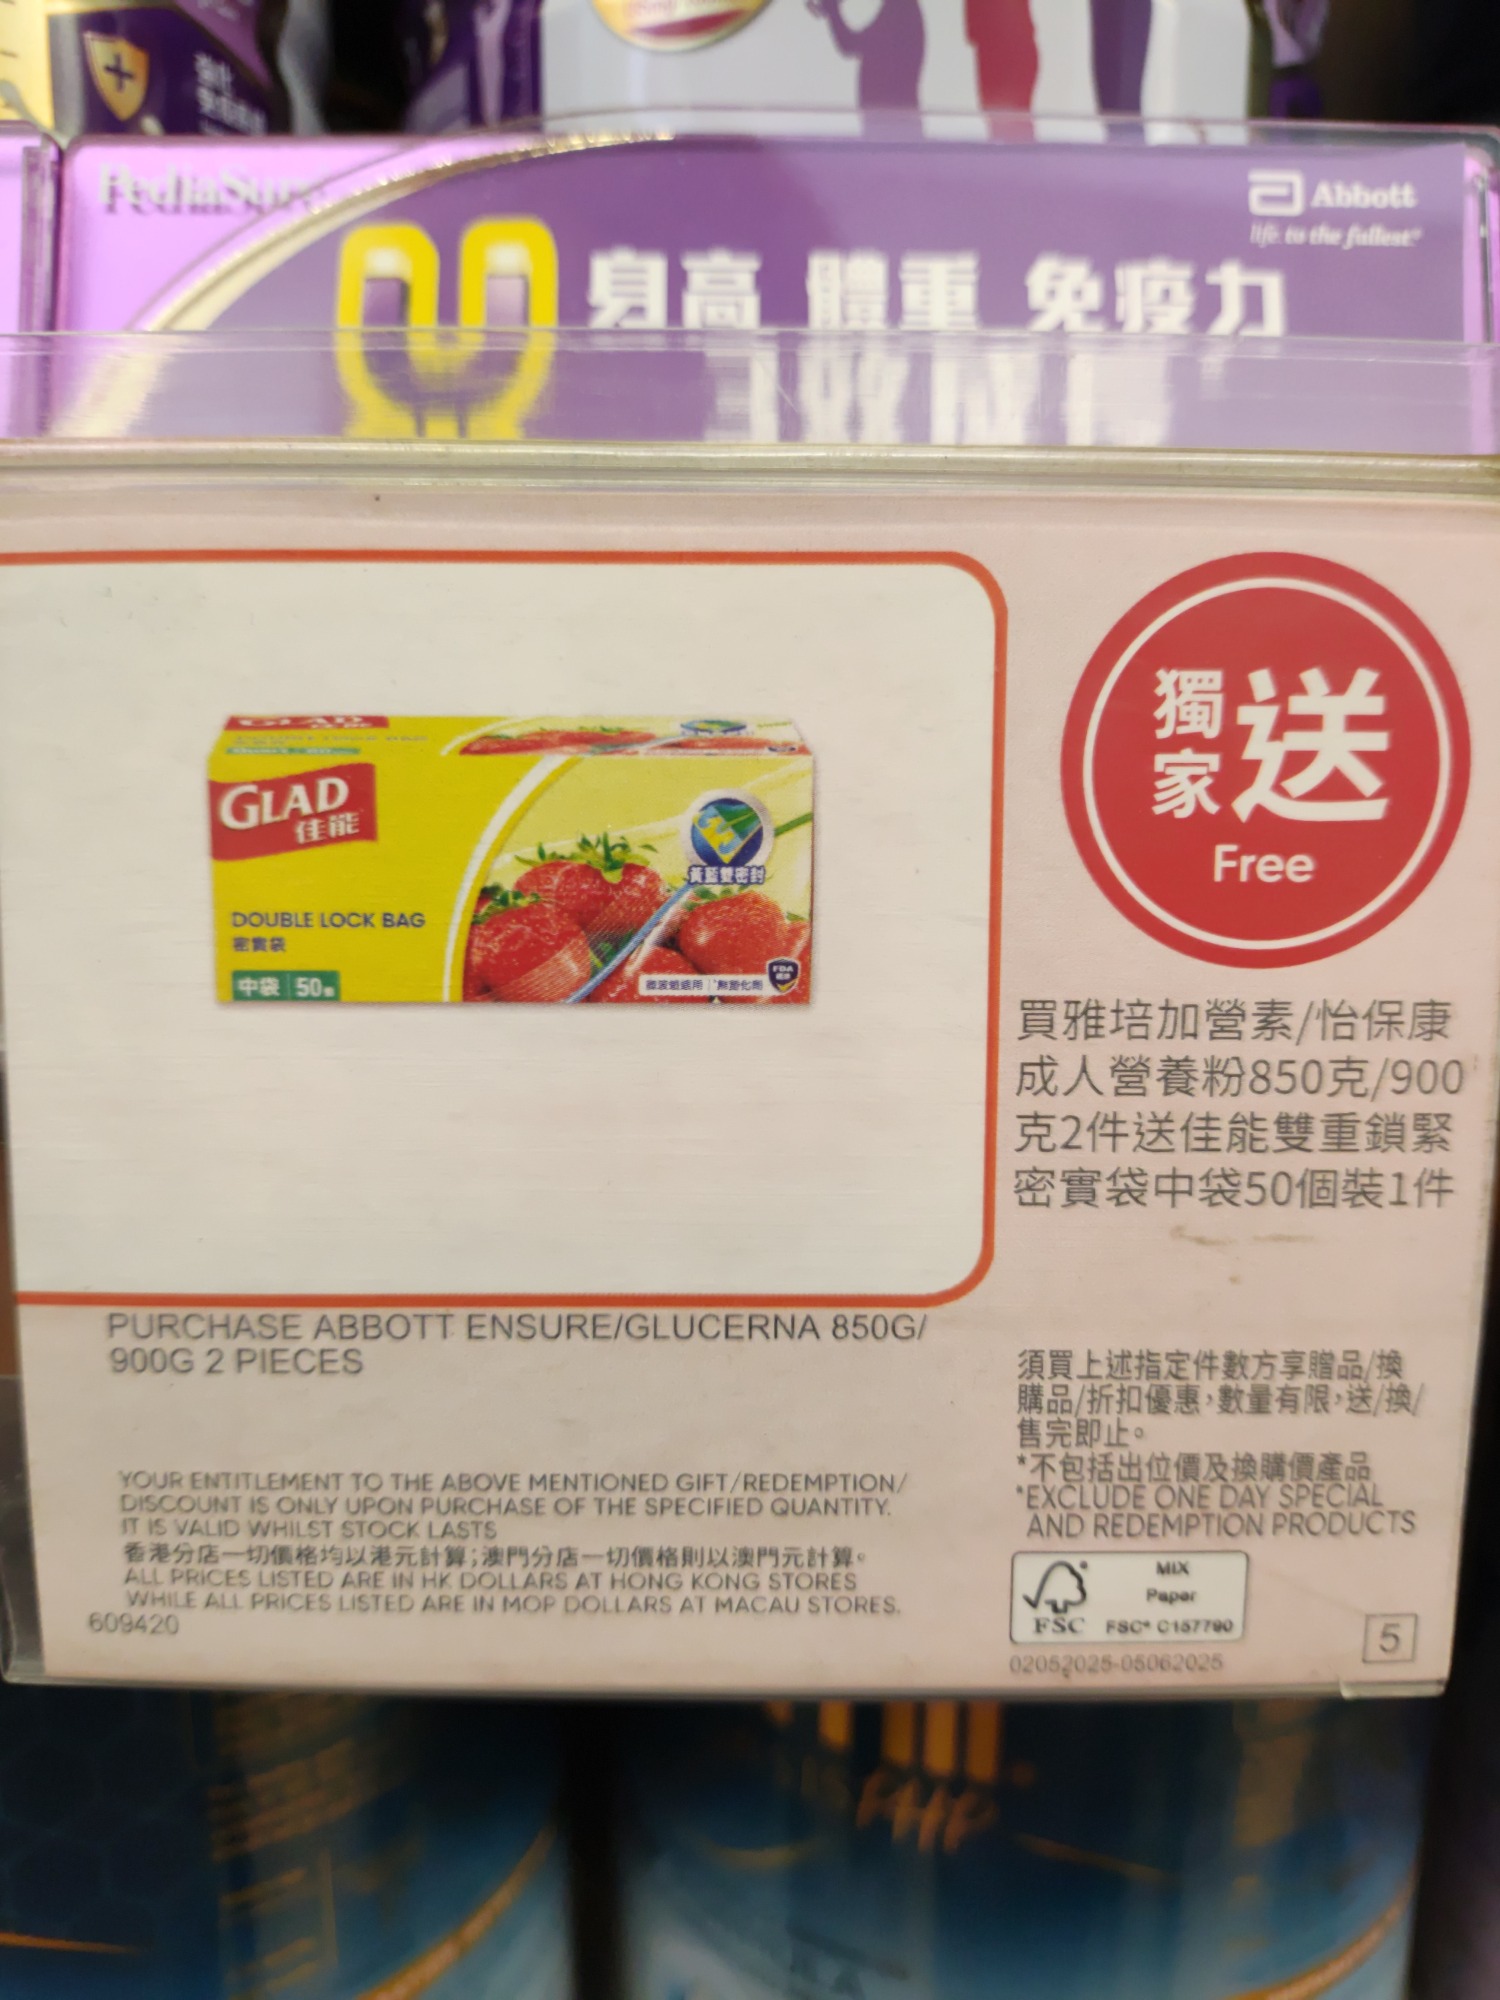 PediaSure
Abbott
life. to the fullest.®
身高 體重 免疫力
GLAD
佳能
DOUBLE LOCK BAG
密實袋
中袋 50個
黃藍雙密封
微波爐適用
FDA
獨家送
Free
買雅培加營素/怡保康
成人營養粉850克/900
克2件送佳能雙重鎖緊
密實袋中袋50個裝1件
PURCHASE ABBOTT ENSURE/GLUCERNA 850G/
900G 2 PIECES
須買上述指定件數方享贈品/換
購品/折扣優惠,數量有限,送/換/
售完即止。
*不包括出位價及換購價產品
*EXCLUDE ONE DAY SPECIAL
AND REDEMPTION PRODUCTS
YOUR ENTITLEMENT TO THE ABOVE MENTIONED GIFT/REDEMPTION/
DISCOUNT IS ONLY UPON PURCHASE OF THE SPECIFIED QUANTITY.
IT IS VALID WHILST STOCK LASTS
香港分店一切價格均以港元計算;澳門分店一切價格則以澳門元計算。
ALL PRICES LISTED ARE IN HK DOLLARS AT HONG KONG STORES
WHILE ALL PRICES LISTED ARE IN MOP DOLLARS AT MACAU STORES.
609420
FSC
MIX
Paper
FSC® C157790
5
02052025-05062025